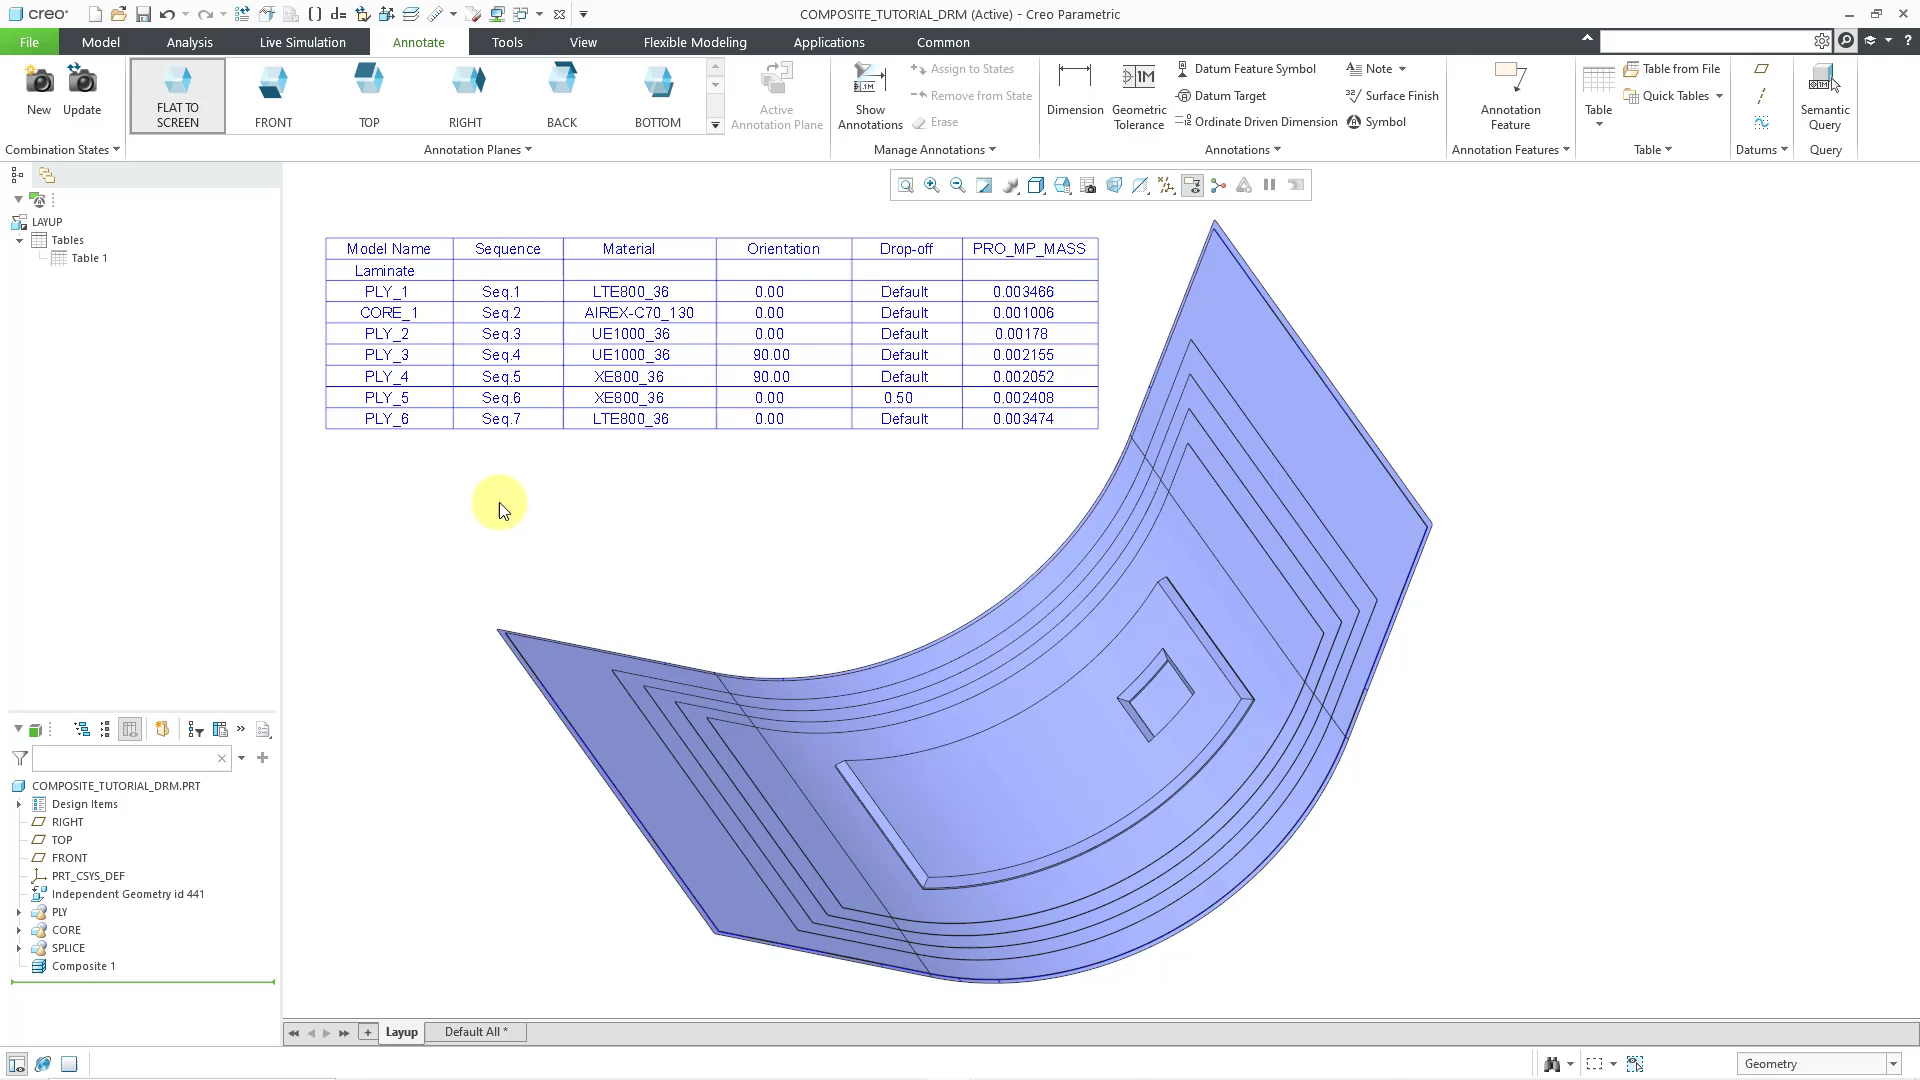 creo
COMPOSITE_TUTORIAL_DRM (Active) - Creo Parametric
File Model Analysis Live Simulation Annotate Tools View Flexible Modeling Applications Common
New
Update
Combination States
FLAT TO SCREEN
FRONT
TOP
RIGHT
BACK
BOTTOM
Active Annotation Plane
Annotation Planes
Show Annotations
Assign to States
Remove from State
Erase
Manage Annotations
Dimension
Geometric Tolerance
Datum Feature Symbol
Datum Target
Ordinate Driven Dimension
Note
Surface Finish
Symbol
Annotations
Annotation Feature
Annotation Features
Table
Table from File
Quick Tables
Table
Datums
Semantic Query
Query
LAYUP
Tables
Table 1
Model Name Sequence Material Orientation Drop-off PRO_MP_MASS
Laminate
PLY_1 Seq.1 LTE800_36 0.00 Default 0.003466
CORE_1 Seq.2 AIREX-C70_130 0.00 Default 0.001006
PLY_2 Seq.3 UE1000_36 0.00 Default 0.00178
PLY_3 Seq.4 UE1000_36 90.00 Default 0.002155
PLY_4 Seq.5 XE800_36 90.00 Default 0.002052
PLY_5 Seq.6 XE800_36 0.00 0.50 0.002408
PLY_6 Seq.7 LTE800_36 0.00 Default 0.003474
COMPOSITE_TUTORIAL_DRM.PRT
Design Items
RIGHT
TOP
FRONT
PRT_CSYS_DEF
Independent Geometry id 441
PLY
CORE
SPLICE
Composite 1
Layup Default All *
Geometry